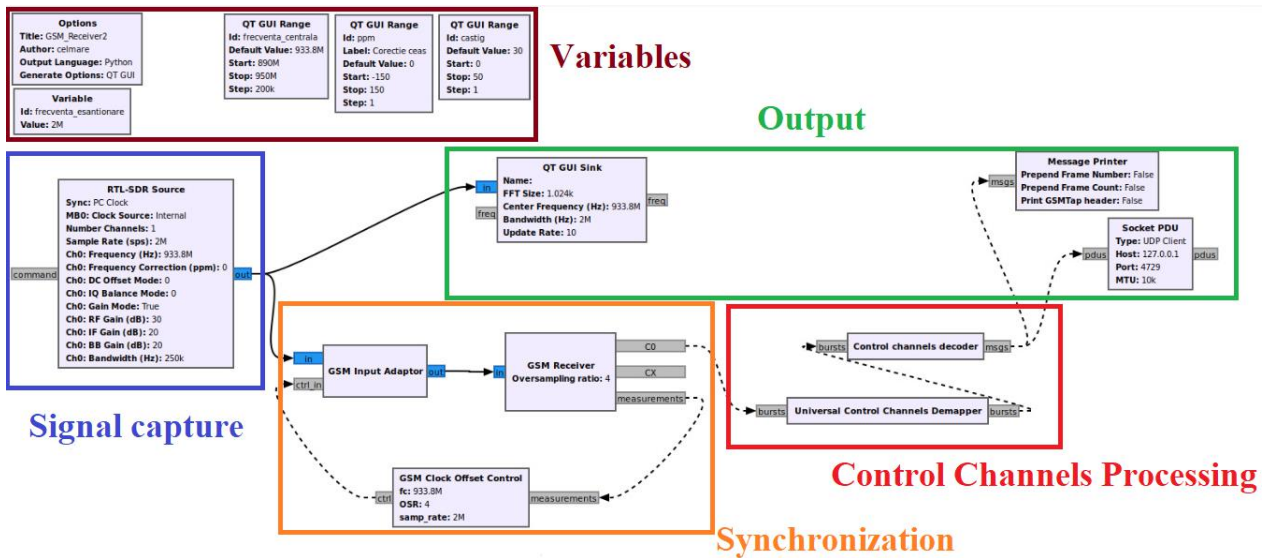 Options
Title: GSM_Receiver2
Author: celmare
Output Language: Python
Generate Options: QT GUI
Variable
Id: frecventa_esantionare
Value: 2M
QT GUI Range
Id: frecventa_centrala
Default Value: 933.8M
Start: 890M
Stop: 950M
Step: 200k
QT GUI Range
Id: ppm
Label: Corectie ceas
Default Value: 0
Start: -150
Stop: 150
Step: 1
QT GUI Range
Id: castig
Default Value: 30
Start: 0
Stop: 50
Step: 1
Variables
Output
RTL-SDR Source
Sync: PC Clock
MB0: Clock Source: Internal
Number Channels: 1
Sample Rate (sps): 2M
Ch0: Frequency (Hz): 933.8M
Ch0: Frequency Correction (ppm): 0
Ch0: DC Offset Mode: 0
Ch0: IQ Balance Mode: 0
Ch0: Gain Mode: True
Ch0: RF Gain (dB): 30
Ch0: IF Gain (dB): 20
Ch0: BB Gain (dB): 20
Ch0: Bandwidth (Hz): 250k
command
out
Signal capture
QT GUI Sink
Name:
FFT Size: 1.024k
Center Frequency (Hz): 933.8M
Bandwidth (Hz): 2M
Update Rate: 10
in
freq
freq
Message Printer
Prepend Frame Number: False
Prepend Frame Count: False
Print GSMTap header: False
msgs
Socket PDU
Type: UDP Client
Host: 127.0.0.1
Port: 4729
MTU: 10k
pdus
pdus
in
ctrl_in
GSM Input Adaptor
out
in
GSM Receiver
Oversampling ratio: 4
C0
CX
measurements
GSM Clock Offset Control
fc: 933.8M
OSR: 4
samp_rate: 2M
ctrl
measurements
Synchronization
bursts
Control channels decoder
msgs
bursts
Universal Control Channels Demapper
bursts
Control Channels Processing